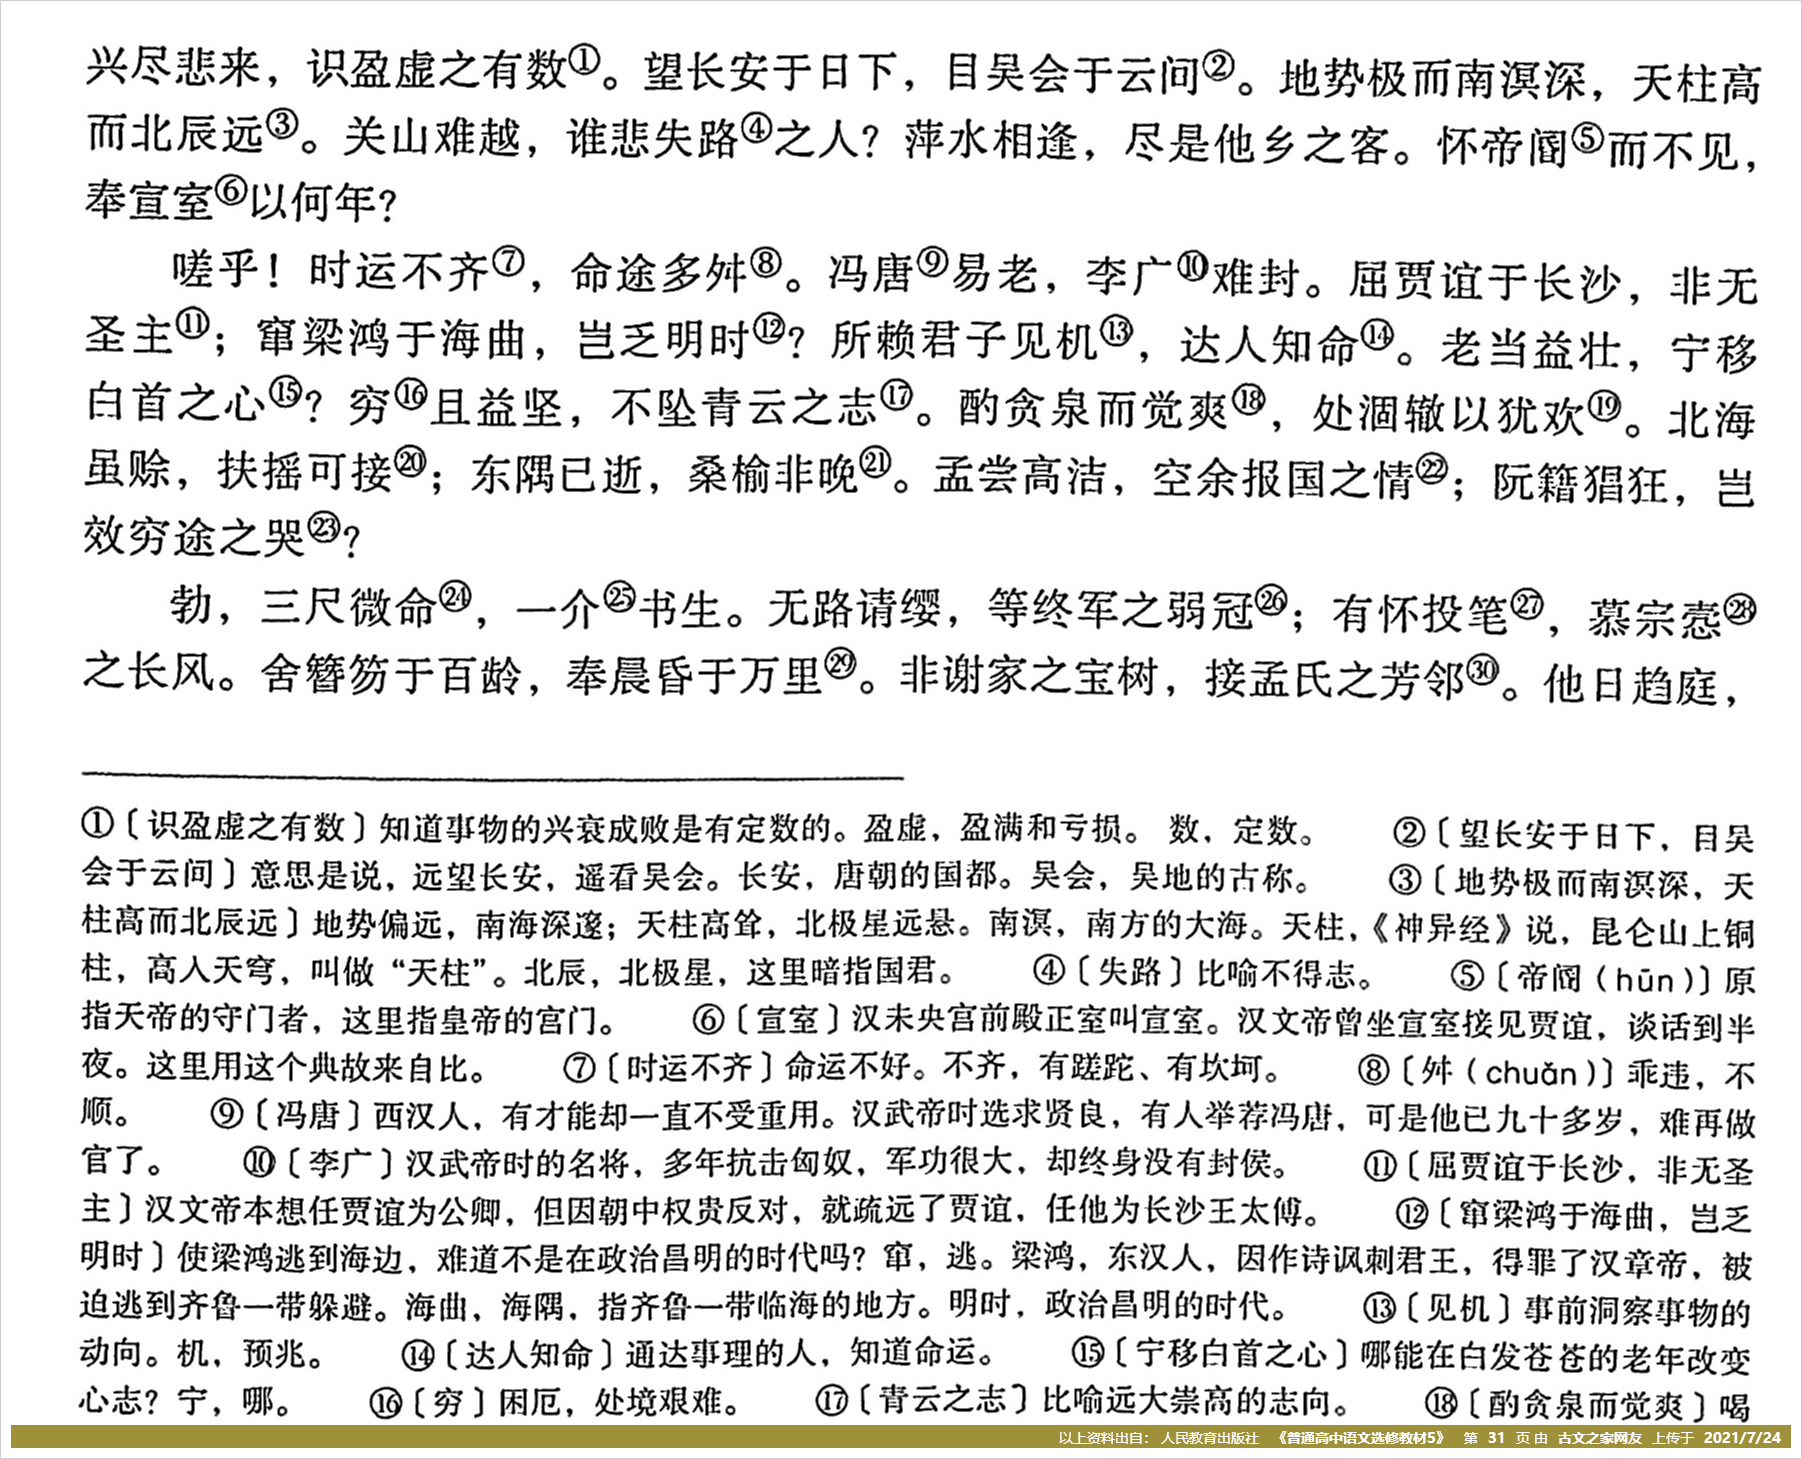 兴尽悲来，识盈虚之有数①。望长安于日下，目吴会于云间②。地势极而南溟深，天柱高
而北辰远③。关山难越，谁悲失路④之人？萍水相逢，尽是他乡之客。怀帝阍⑤而不见，
奉宣室⑥以何年？
嗟乎！时运不齐⑦，命途多舛⑧。冯唐⑨易老，李广⑩难封。屈贾谊于长沙，非无
圣主⑪；窜梁鸿于海曲，岂乏明时⑫？所赖君子见机⑬，达人知命⑭。老当益壮，宁移
白首之心⑮？穷⑯且益坚，不坠青云之志⑰。酌贪泉而觉爽⑱，处涸辙以犹欢⑲。北海
虽赊，扶摇可接⑳；东隅已逝，桑榆非晚㉑。孟尝高洁，空余报国之情㉒；阮籍猖狂，岂
效穷途之哭㉓？
勃，三尺微命㉔，一介㉕书生。无路请缨，等终军之弱冠㉖；有怀投笔㉗，慕宗悫㉘
之长风。舍簪笏于百龄，奉晨昏于万里㉙。非谢家之宝树，接孟氏之芳邻㉚。他日趋庭，
①〔识盈虚之有数〕知道事物的兴衰成败是有定数的。盈虚，盈满和亏损。 数，定数。 ②〔望长安于日下，目吴
会于云间〕意思是说，远望长安，遥看吴会。长安，唐朝的国都。吴会，吴地的古称。 ③〔地势极而南溟深，天
柱高而北辰远〕地势偏远，南海深邃；天柱高耸，北极星远悬。南溟，南方的大海。天柱，《神异经》说，昆仑山上铜
柱，高入天穹，叫做“天柱”。北辰，北极星，这里暗指国君。 ④〔失路〕比喻不得志。 ⑤〔帝阍（hūn）〕原
指天帝的守门者，这里指皇帝的宫门。 ⑥〔宣室〕汉未央宫前殿正室叫宣室。汉文帝曾坐宣室接见贾谊，谈话到半
夜。这里用这个典故来自比。 ⑦〔时运不齐〕命运不好。不齐，有蹉跎、有坎坷。 ⑧〔舛（chuǎn）〕乖违，不
顺。 ⑨〔冯唐〕西汉人，有才能却一直不受重用。汉武帝时选求贤良，有人举荐冯唐，可是他已九十多岁，难再做
官了。 ⑩〔李广〕汉武帝时的名将，多年抗击匈奴，军功很大，却终身没有封侯。 ⑪〔屈贾谊于长沙，非无圣
主〕汉文帝本想任贾谊为公卿，但因朝中权贵反对，就疏远了贾谊，任他为长沙王太傅。 ⑫〔窜梁鸿于海曲，岂乏
明时〕使梁鸿逃到海边，难道不是在政治昌明的时代吗？窜，逃。梁鸿，东汉人，因作诗讽刺君王，得罪了汉章帝，被
迫逃到齐鲁一带躲避。海曲，海隅，指齐鲁一带临海的地方。明时，政治昌明的时代。 ⑬〔见机〕事前洞察事物的
动向。机，预兆。 ⑭〔达人知命〕通达事理的人，知道命运。 ⑮〔宁移白首之心〕哪能在白发苍苍的老年改变
心志？宁，哪。 ⑯〔穷〕困厄，处境艰难。 ⑰〔青云之志〕比喻远大崇高的志向。 ⑱〔酌贪泉而觉爽〕喝
以上资料出自： 人民教育出版社 《普通高中语文选修教材5》 第 31 页 由 古文之家网友 上传于 2021/7/24